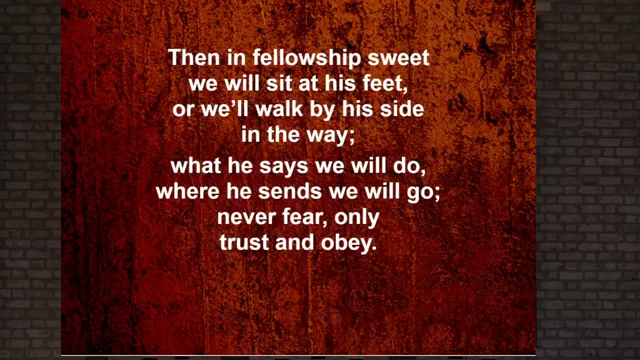 Then in fellowship sweet
we will sit at his feet,
or we’ll walk by his side
in the way;
what he says we will do,
where he sends we will go;
never fear, only
trust and obey.